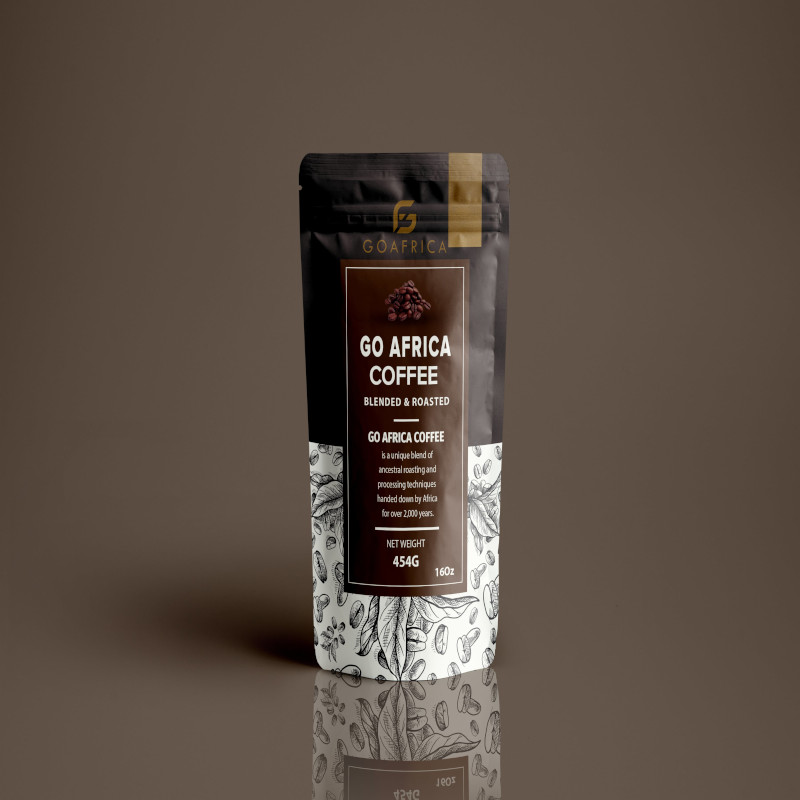 GOAFRICA
GO AFRICA
COFFEE
BLENDED & ROASTED
GO AFRICA COFFEE
is a unique blend of
ancestral roasting and
processing techniques
handed down by Africa
for over 2,000 years.
NET WEIGHT
454G
16Oz